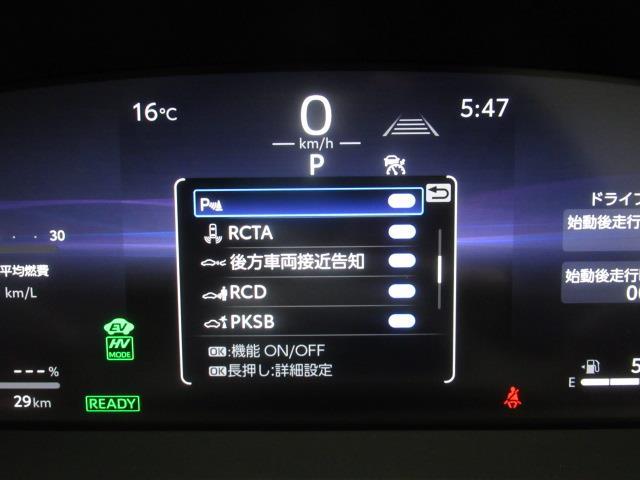 16℃
0
km/h
P
5:47
P
RCTA
後方車両接近告知
RCD
PKSB
OK:機能 ON/OFF
OK長押し:詳細設定
30
平均燃費
km/L
EV
HV
MODE
---%
29 km
READY
ドライブ
始動後走行
始動後走行
E